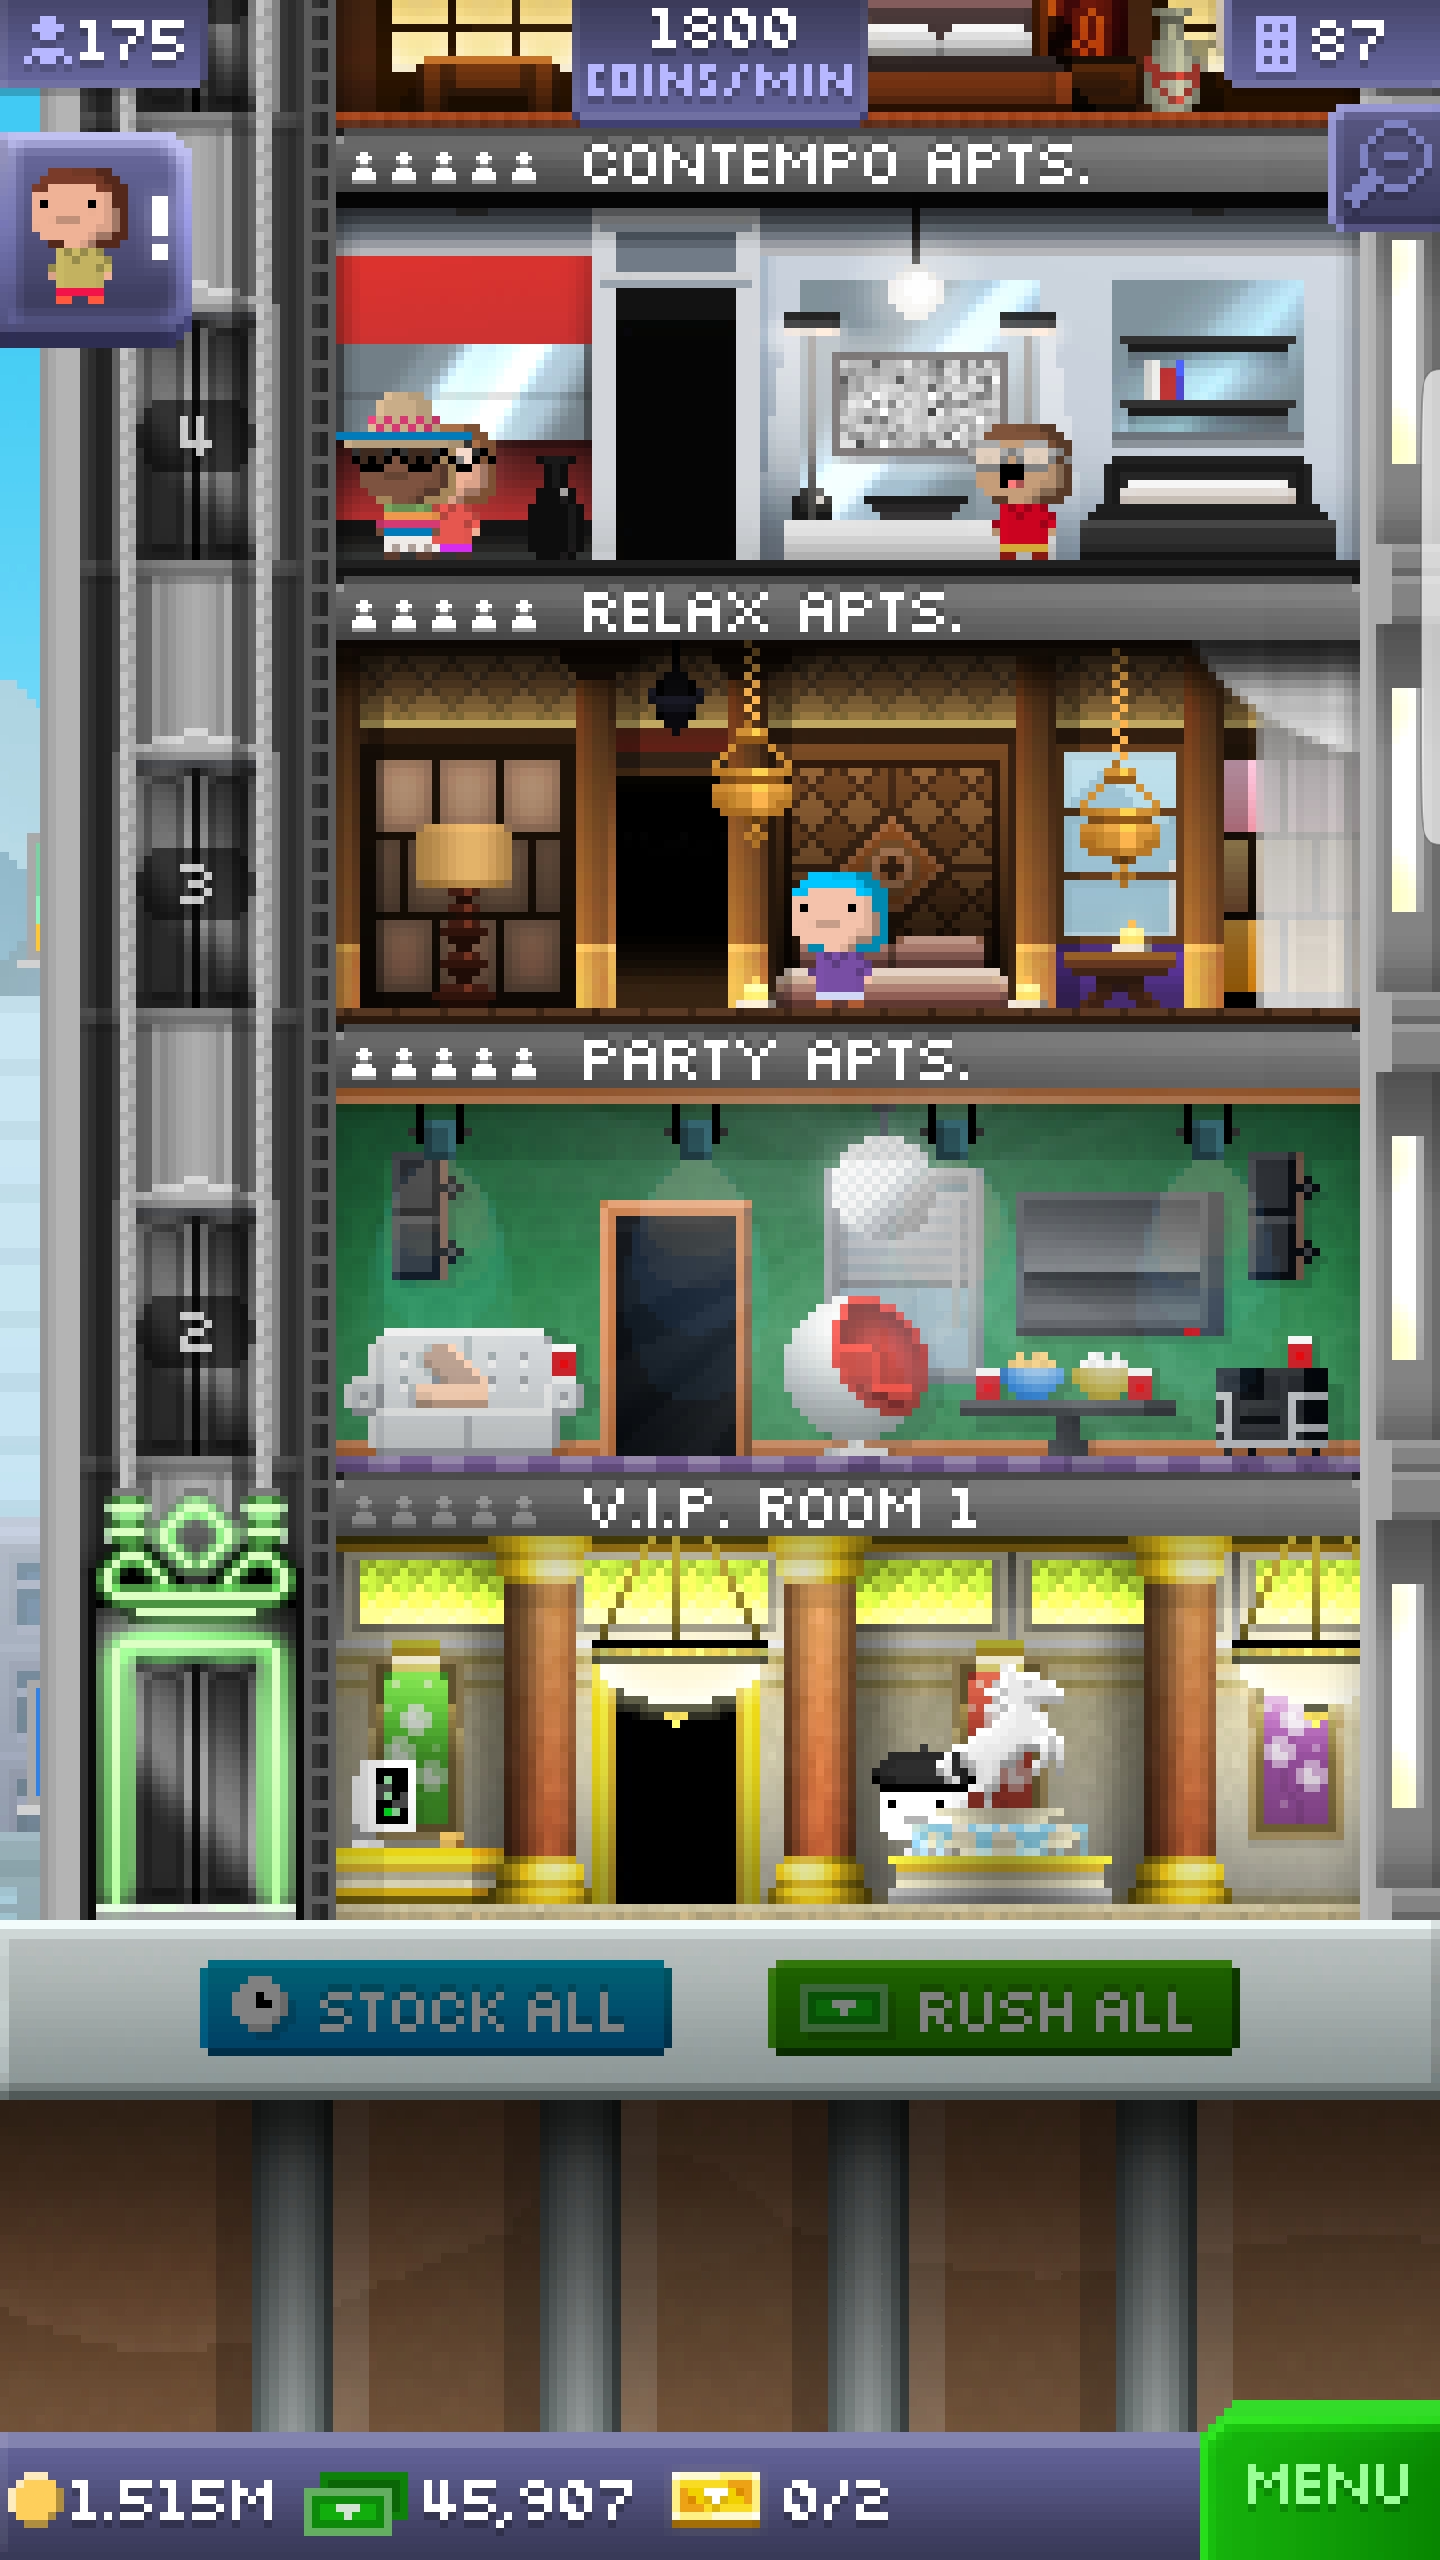 175
1800
COINS/MIN
87
CONTEMPO APTS.
!
4
RELAX APTS.
3
PARTY APTS.
2
V.I.P. ROOM 1
STOCK ALL
RUSH ALL
1.515M
45,907
0/2
MENU